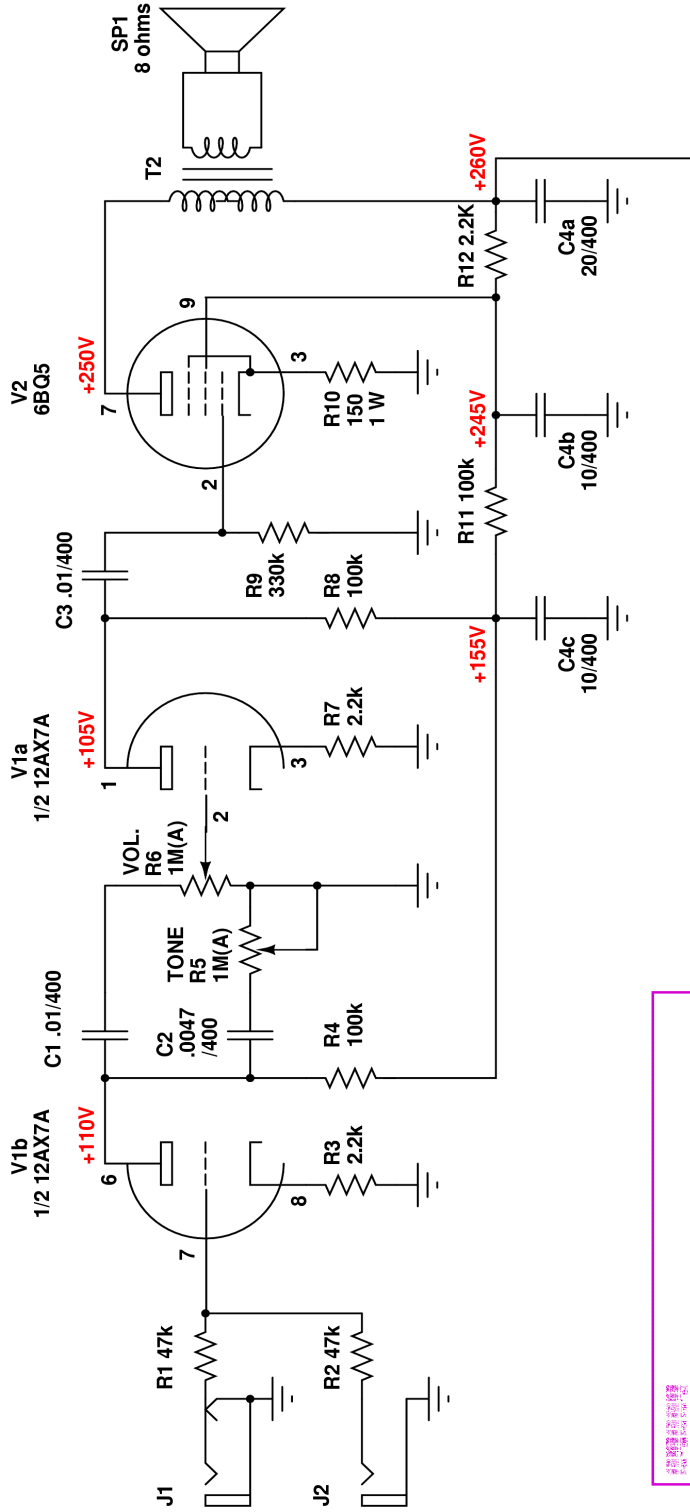 J1
R1 47k
J2
R2 47k
V1b
1/2 12AX7A
+110V
6
7
8
R3
2.2k
C1 .01/400
C2
.0047
/400
R4
100k
TONE
R5
1M(A)
VOL.
R6
1M(A)
V1a
1/2 12AX7A
+105V
1
2
3
R7
2.2k
C3 .01/400
R8
100k
R9
330k
V2
6BQ5
+250V
7
2
9
3
R10
150
1 W
T2
SP1
8 ohms
+155V
C4c
10/400
R11 100k
+245V
C4b
10/400
R12 2.2K
+260V
C4a
20/400